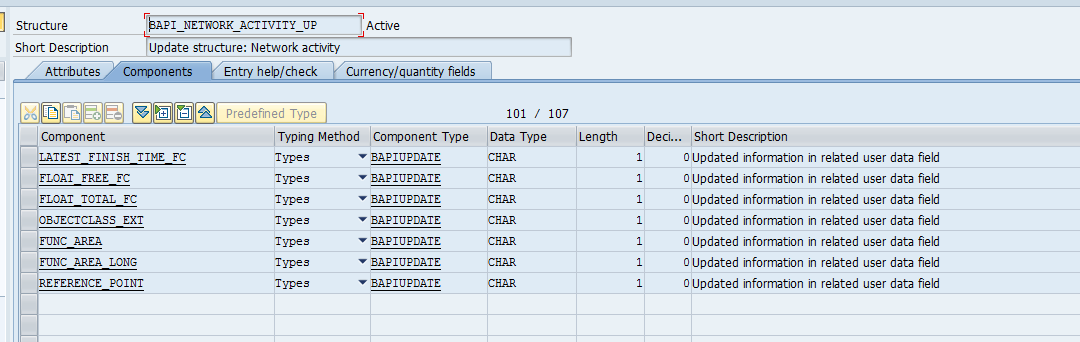 Structure BAPI_NETWORK_ACTIVITY_UP Active
Short Description Update structure: Network activity
Attributes Components Entry help/check Currency/quantity fields
Predefined Type 101 / 107
Component Typing Method Component Type Data Type Length Deci... Short Description
LATEST_FINISH_TIME_FC Types BAPIUPDATE CHAR 1 0 Updated information in related user data field
FLOAT_FREE_FC Types BAPIUPDATE CHAR 1 0 Updated information in related user data field
FLOAT_TOTAL_FC Types BAPIUPDATE CHAR 1 0 Updated information in related user data field
OBJECTCLASS_EXT Types BAPIUPDATE CHAR 1 0 Updated information in related user data field
FUNC_AREA Types BAPIUPDATE CHAR 1 0 Updated information in related user data field
FUNC_AREA_LONG Types BAPIUPDATE CHAR 1 0 Updated information in related user data field
REFERENCE_POINT Types BAPIUPDATE CHAR 1 0 Updated information in related user data field